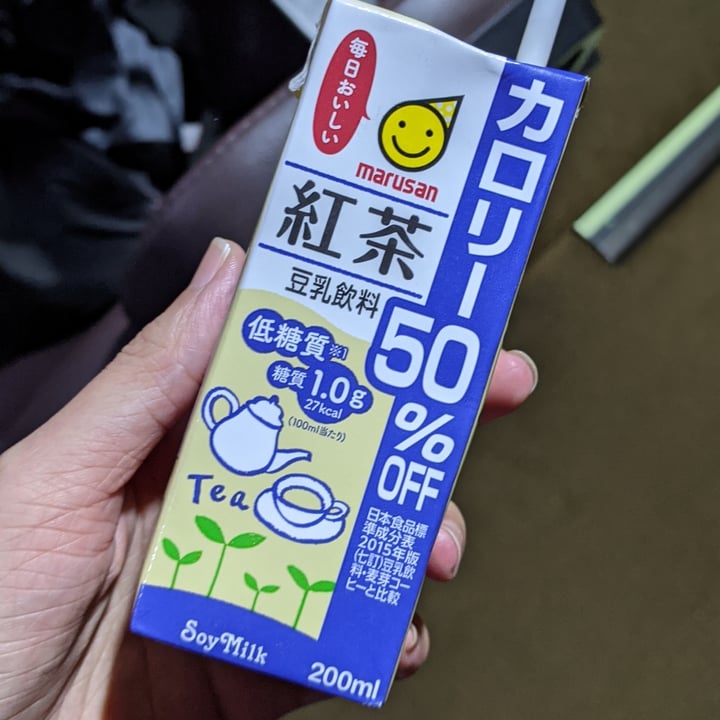 毎日おいしい
marusan
紅茶
豆乳飲料
低糖質※1
糖質1.0g
27kcal
(100ml当たり)
Tea
Soy Milk
200ml
カロリー
50
%
OFF
日本食品標
準成分表
2015年版
(七訂)豆乳飲
料・麦芽コー
ヒーと比較